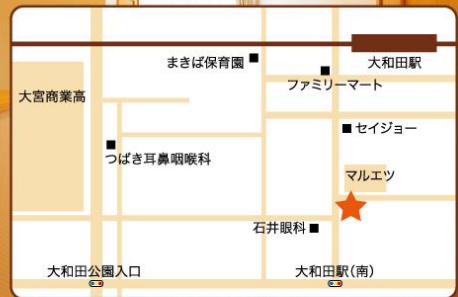 まきば保育園
大和田駅
ファミリーマート
大宮商業高
セイジョー
つばき耳鼻咽喉科
マルエツ
石井眼科
大和田公園入口
大和田駅(南)